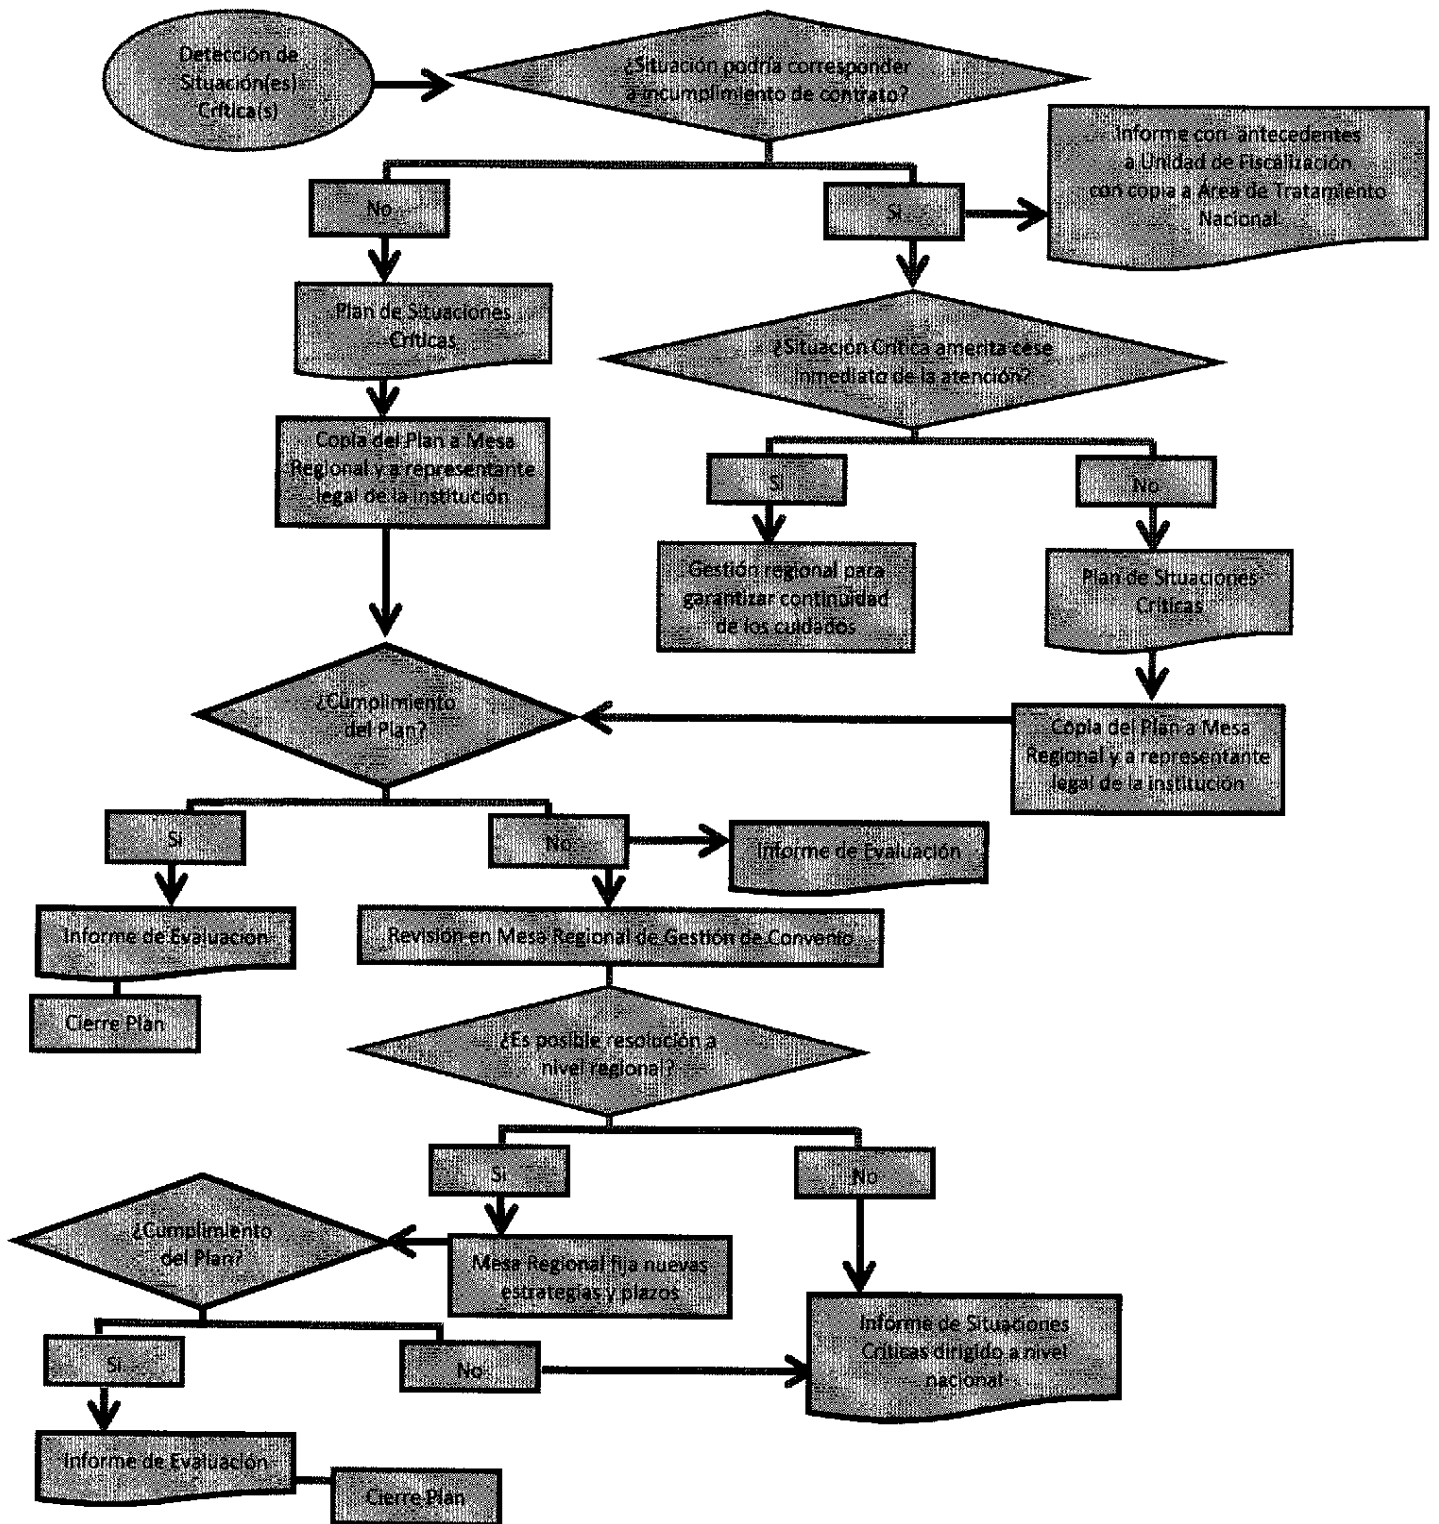 Detección de
Situación(es)
Crítica(s)
¿Situación podría corresponder
a incumplimiento de contrato?
Informe con antecedentes
a Unidad de Fiscalización
con copia a Área de Tratamiento
Nacional
No
Si
Plan de Situaciones
Críticas
¿Situación Crítica amerita cese
inmediato de la atención?
Copia del Plan a Mesa
Regional y a representante
legal de la institución
Si
No
Gestión regional para
garantizar continuidad
de los cuidados
Plan de Situaciones
Críticas
¿Cumplimiento
del Plan?
Copia del Plan a Mesa
Regional y a representante
legal de la institución
Si
No
Informe de Evaluación
Informe de Evaluación
Revisión en Mesa Regional de Gestión de Convenio
Cierre Plan
¿Es posible resolución a
nivel regional?
Si
No
¿Cumplimiento
del Plan?
Mesa Regional fija nuevas
estrategias y plazos
Informe de Situaciones
Críticas dirigido a nivel
nacional
Si
No
Informe de Evaluación
Cierre Plan